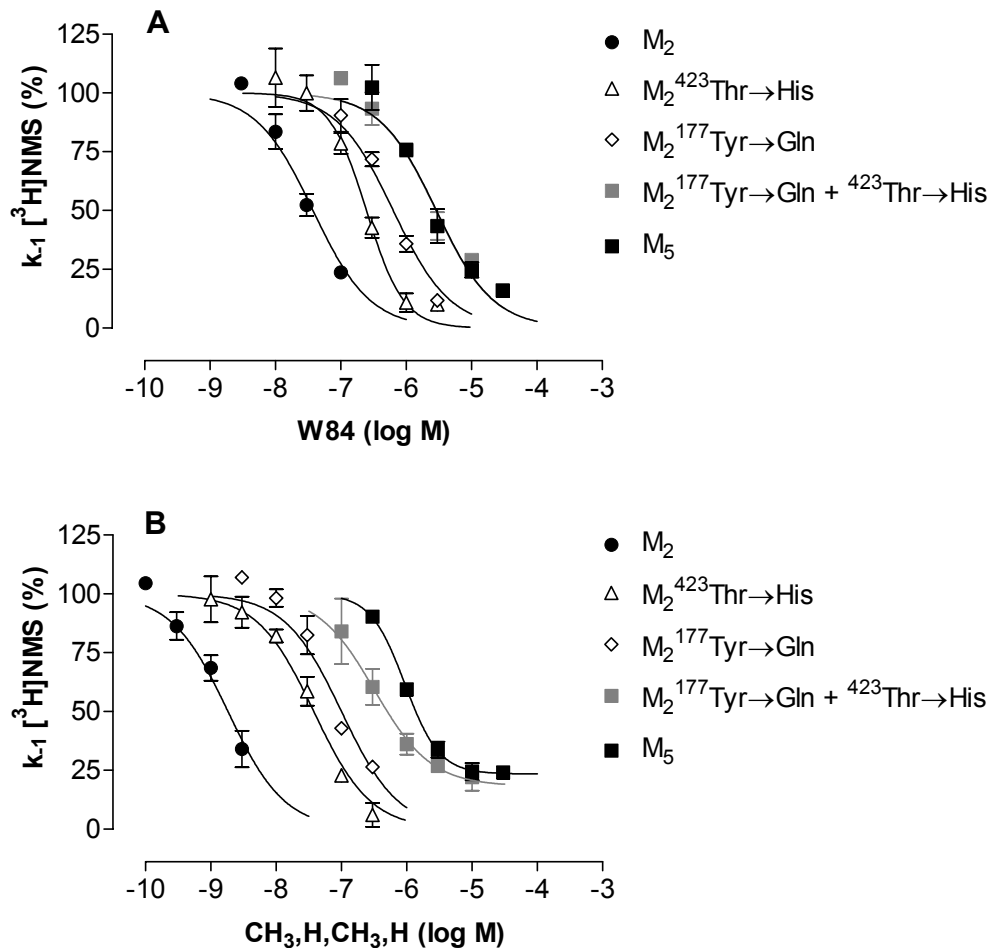 A
k-1 [³H]NMS (%)
125
100
75
50
25
0
-10 -9 -8 -7 -6 -5 -4 -3
W84 (log M)
M₂
M₂⁴²³Thr→His
M₂¹⁷⁷Tyr→Gln
M₂¹⁷⁷Tyr→Gln + ⁴²³Thr→His
M₅
B
k-1 [³H]NMS (%)
125
100
75
50
25
0
-10 -9 -8 -7 -6 -5 -4 -3
CH₃,H,CH₃,H (log M)
M₂
M₂⁴²³Thr→His
M₂¹⁷⁷Tyr→Gln
M₂¹⁷⁷Tyr→Gln + ⁴²³Thr→His
M₅